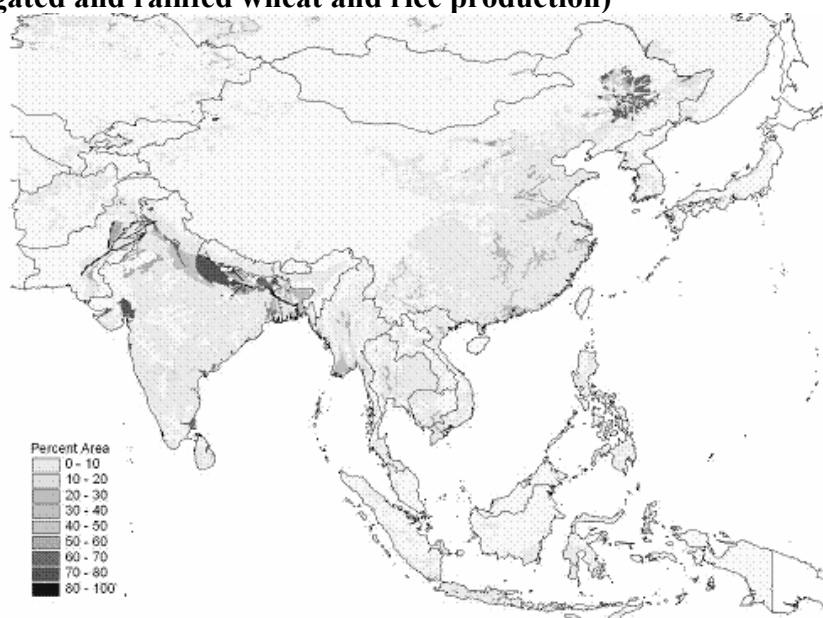 gated and rainfed wheat and rice production)
Percent Area
0 - 10
10 - 20
20 - 30
30 - 40
40 - 50
50 - 60
60 - 70
70 - 80
80 - 100